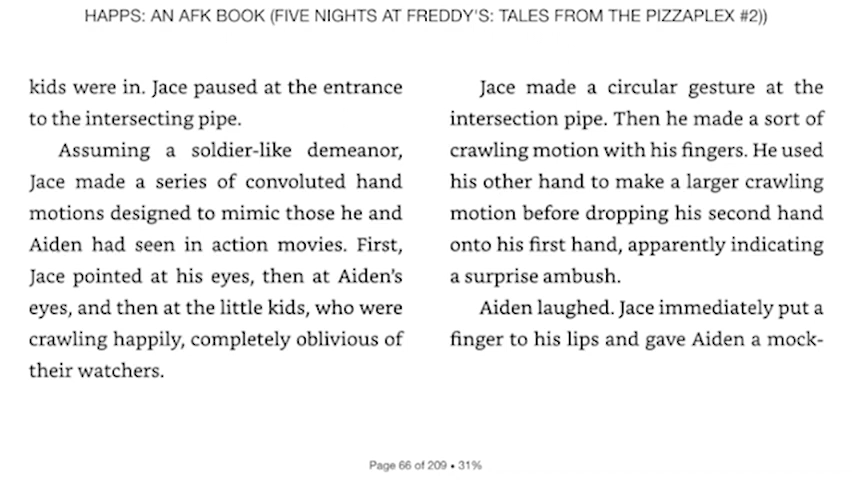 HAPPS: AN AFK BOOK (FIVE NIGHTS AT FREDDY'S: TALES FROM THE PIZZAPLEX #2))
kids were in. Jace paused at the entrance
to the intersecting pipe.
Assuming a soldier-like demeanor,
Jace made a series of convoluted hand
motions designed to mimic those he and
Aiden had seen in action movies. First,
Jace pointed at his eyes, then at Aiden's
eyes, and then at the little kids, who were
crawling happily, completely oblivious of
their watchers.
Jace made a circular gesture at the
intersection pipe. Then he made a sort of
crawling motion with his fingers. He used
his other hand to make a larger crawling
motion before dropping his second hand
onto his first hand, apparently indicating
a surprise ambush.
Aiden laughed. Jace immediately put a
finger to his lips and gave Aiden a mock-
Page 66 of 209 • 31%